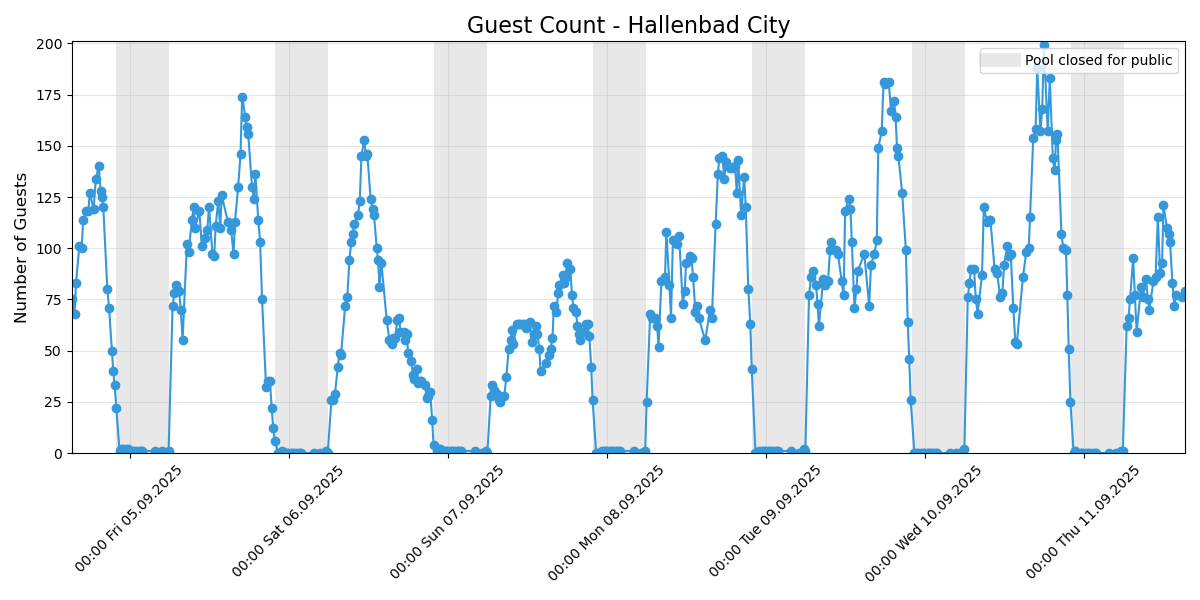 Guest Count - Hallenbad City
Pool closed for public
Number of Guests
200
175
150
125
100
75
50
25
0
00:00 Fri 05.09.2025
00:00 Sat 06.09.2025
00:00 Sun 07.09.2025
00:00 Mon 08.09.2025
00:00 Tue 09.09.2025
00:00 Wed 10.09.2025
00:00 Thu 11.09.2025